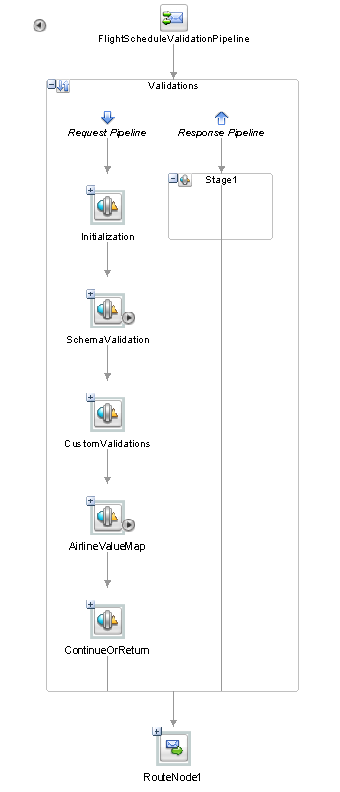 FlightScheduleValidationPipeline
Validations
Request Pipeline
Response Pipeline
Stage1
Initialization
SchemaValidation
CustomValidations
AirlineValueMap
ContinueOrReturn
RouteNode1